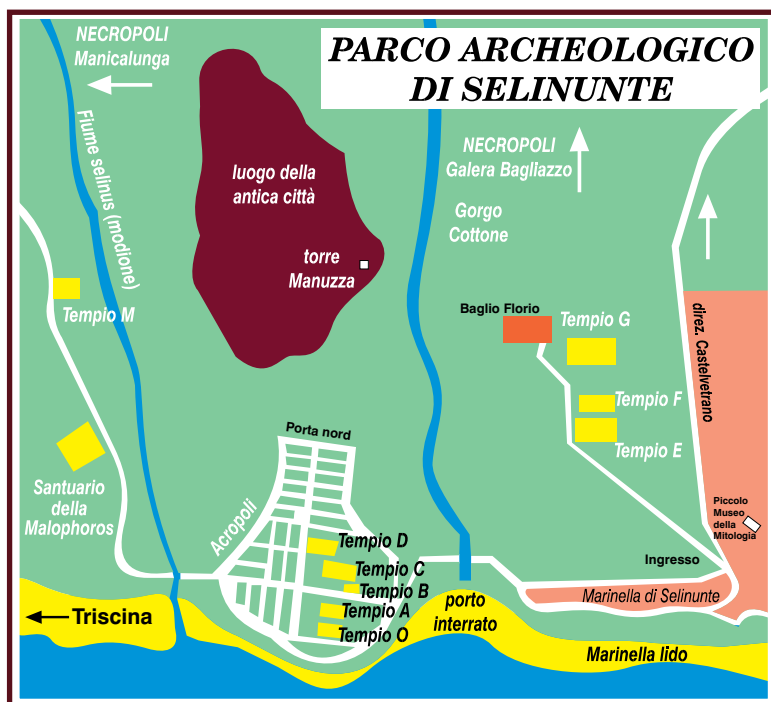 PARCO ARCHEOLOGICO
DI SELINUNTE
NECROPOLI
Manicalunga
Fiume selinus (modione)
luogo della
antica città
torre
Manuzza
NECROPOLI
Galera Bagliazzo
Gorgo
Cottone
Tempio M
Baglio Florio
Tempio G
direz. Castelvetrano
Tempio F
Tempio E
Porta nord
Santuario
della
Malophoros
Acropoli
Piccolo
Museo
della
Mitologia
Tempio D
Tempio C
Tempio B
Tempio A
Tempio O
Ingresso
Marinella di Selinunte
porto
interrato
Triscina
Marinella lido